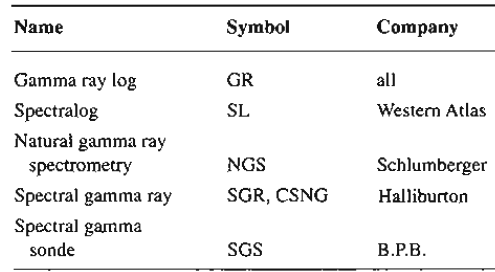 Name Symbol Company
Gamma ray log GR all
Spectralog SL Western Atlas
Natural gamma ray
spectrometry NGS Schlumberger
Spectral gamma ray SGR, CSNG Halliburton
Spectral gamma
sonde SGS B.P.B.